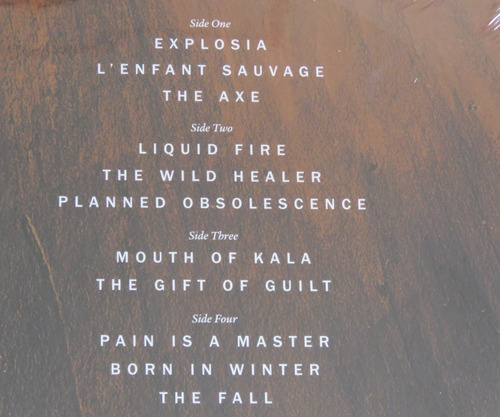 Side One
EXPLOSIA
L'ENFANT SAUVAGE
THE AXE
Side Two
LIQUID FIRE
THE WILD HEALER
PLANNED OBSOLESCENCE
Side Three
MOUTH OF KALA
THE GIFT OF GUILT
Side Four
PAIN IS A MASTER
BORN IN WINTER
THE FALL